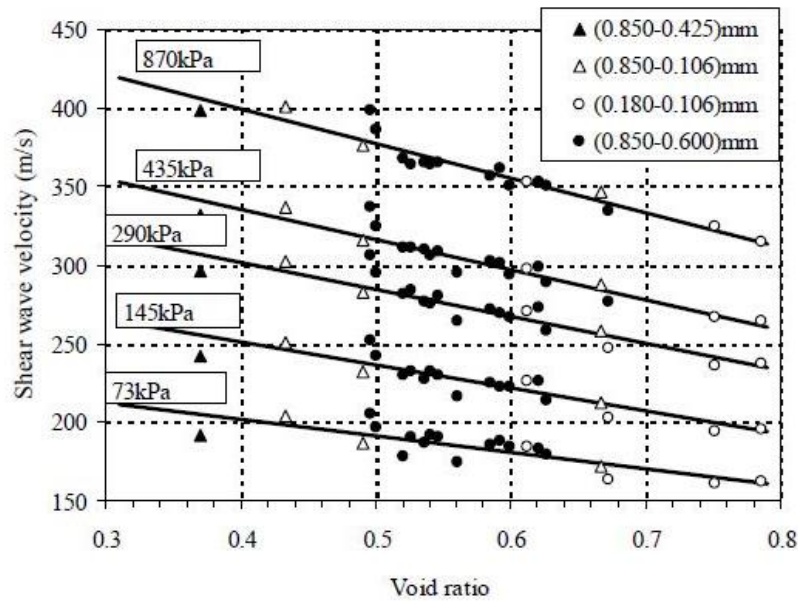 450
400
350
300
250
200
150
Shear wave velocity (m/s)
870kPa
435kPa
290kPa
145kPa
73kPa
(0.850-0.425)mm
(0.850-0.106)mm
(0.180-0.106)mm
(0.850-0.600)mm
0.3 0.4 0.5 0.6 0.7 0.8
Void ratio